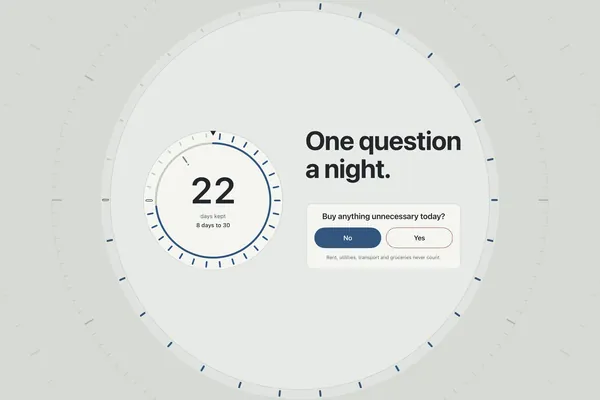 One question
a night.
22
days kept
8 days to 30
Buy anything unnecessary today?
No
Yes
Rent, utilities, transport and groceries never count.